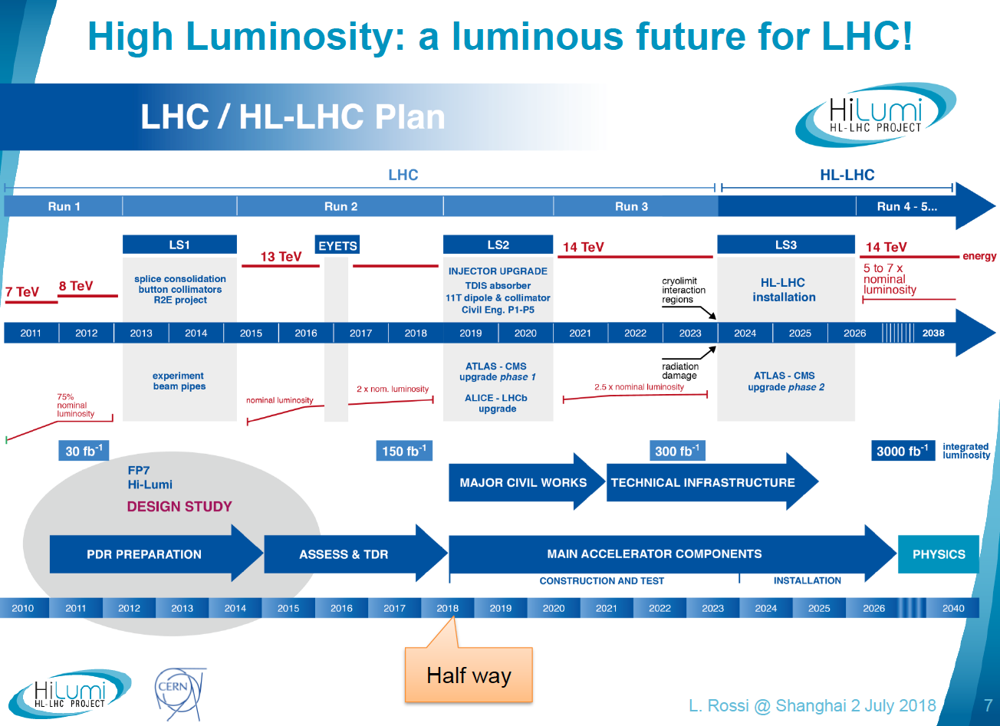 High Luminosity: a luminous future for LHC!
LHC / HL-LHC Plan
HiLumi
HL-LHC PROJECT
LHC
HL-LHC
Run 1
Run 2
Run 3
Run 4 - 5...
LS1
EYETS
LS2
LS3
7 TeV
8 TeV
13 TeV
14 TeV
14 TeV
energy
splice consolidation
button collimators
R2E project
INJECTOR UPGRADE
TDIS absorber
11T dipole & collimator
Civil Eng. P1-P5
cryolimit
interaction
regions
HL-LHC
installation
5 to 7 x
nominal
luminosity
2011 2012 2013 2014 2015 2016 2017 2018 2019 2020 2021 2022 2023 2024 2025 2026 2038
75%
nominal
luminosity
experiment
beam pipes
nominal luminosity
2 x nom. luminosity
ATLAS - CMS
upgrade phase 1
ALICE - LHCb
upgrade
2.5 x nominal luminosity
radiation
damage
ATLAS - CMS
upgrade phase 2
30 fb-1
150 fb-1
300 fb-1
3000 fb-1
integrated
luminosity
FP7
Hi-Lumi
DESIGN STUDY
MAJOR CIVIL WORKS
TECHNICAL INFRASTRUCTURE
PDR PREPARATION
ASSESS & TDR
MAIN ACCELERATOR COMPONENTS
PHYSICS
CONSTRUCTION AND TEST
INSTALLATION
2010 2011 2012 2013 2014 2015 2016 2017 2018 2019 2020 2021 2022 2023 2024 2025 2026 2040
Half way
HiLumi
HL-LHC PROJECT
CERN
L. Rossi @ Shanghai 2 July 2018
7